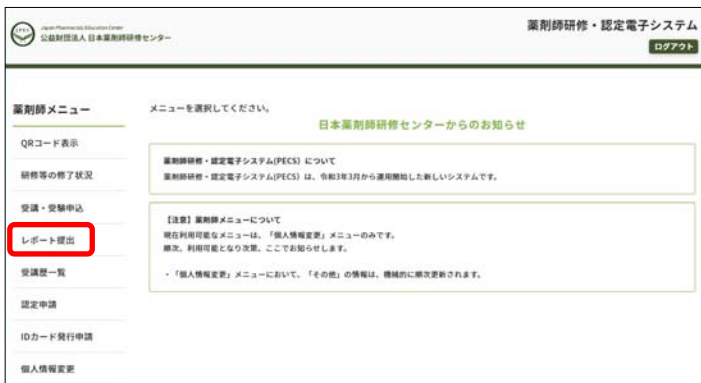 Japan Pharmacists Education Center
公益財団法人 日本薬剤師研修センター
薬剤師研修・認定電子システム
ログアウト
薬剤師メニュー
QRコード表示
研修等の修了状況
受講・受験申込
レポート提出
受講歴一覧
認定申請
IDカード発行申請
個人情報変更
メニューを選択してください。
日本薬剤師研修センターからのお知らせ
薬剤師研修・認定電子システム(PECS) について
薬剤師研修・認定電子システム(PECS) は、令和3年3月から運用開始した新しいシステムです。
【注意】薬剤師メニューについて
現在利用可能なメニューは、「個人情報変更」メニューのみです。
順次、利用可能となり次第、ここでお知らせします。
・「個人情報変更」メニューにおいて、「その他」の情報は、機械的に順次更新されます。